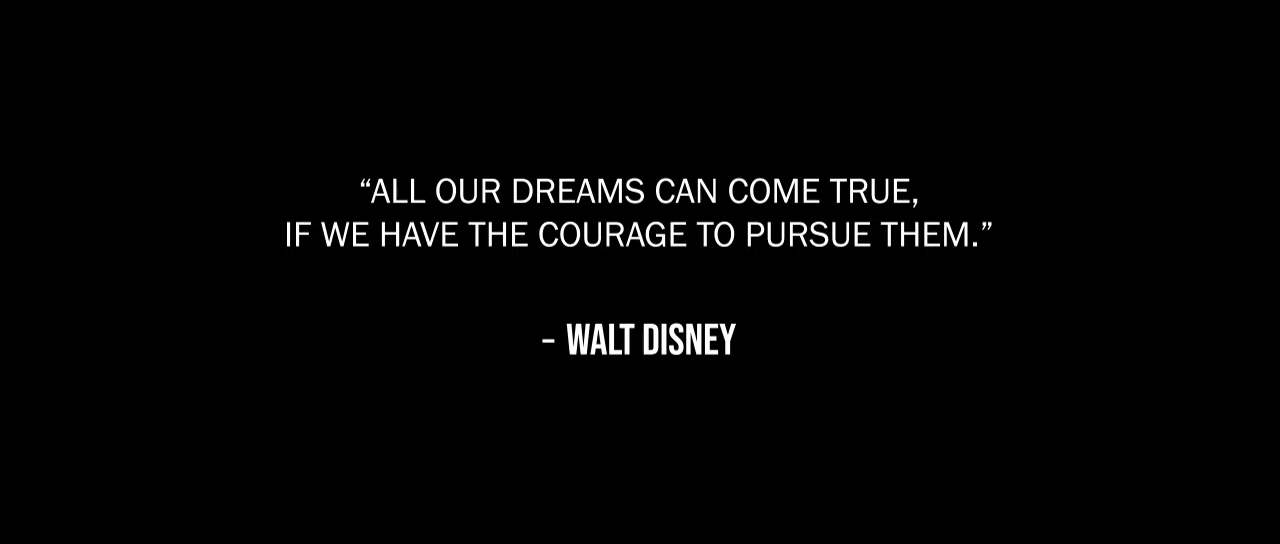 “ALL OUR DREAMS CAN COME TRUE,
IF WE HAVE THE COURAGE TO PURSUE THEM.”
– WALT DISNEY